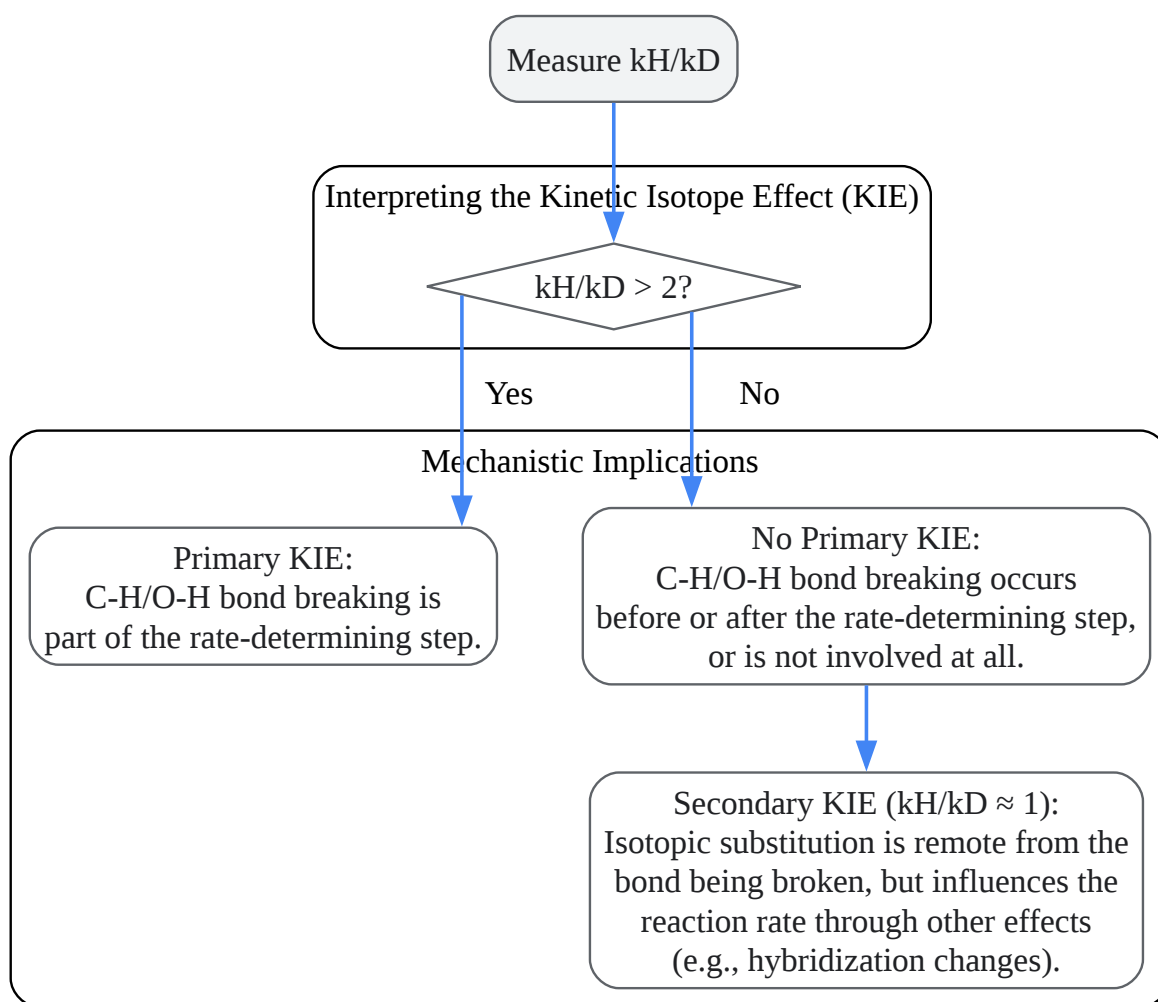 Measure kH/kD
Interpreting the Kinetic Isotope Effect (KIE)
kH/kD > 2?
Yes
No
Mechanistic Implications
Primary KIE:
C-H/O-H bond breaking is
part of the rate-determining step.
No Primary KIE:
C-H/O-H bond breaking occurs
before or after the rate-determining step,
or is not involved at all.
Secondary KIE (kH/kD ≈ 1):
Isotopic substitution is remote from the
bond being broken, but influences the
reaction rate through other effects
(e.g., hybridization changes).